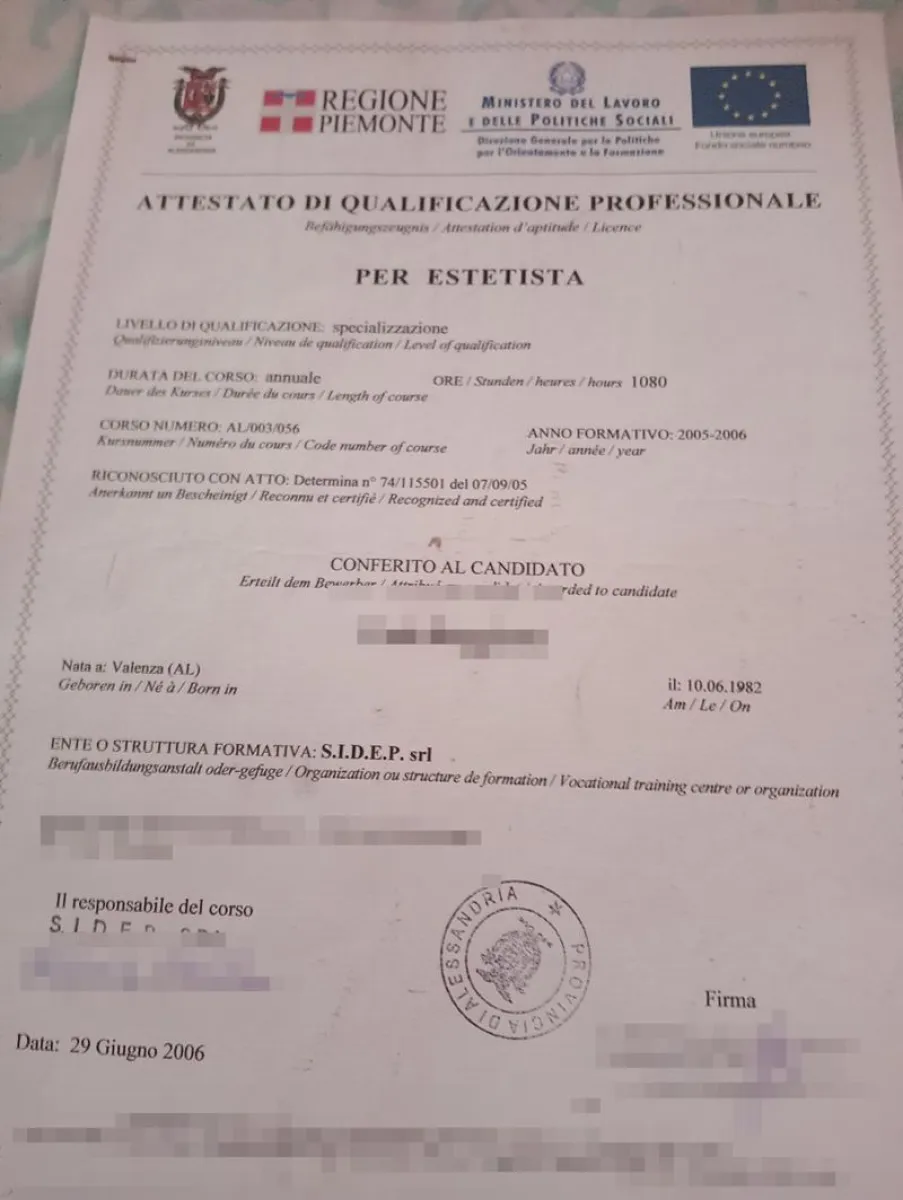 REGIONE
PIEMONTE
MINISTERO DEL LAVORO
E DELLE POLITICHE SOCIALI
Direzione Generale per le Politiche
per l'Orientamento e la Formazione
Unione europea
Fondo sociale europeo
ATTESTATO DI QUALIFICAZIONE PROFESSIONALE
Befähigungszeugnis / Attestation d'aptitude / Licence
PER ESTETISTA
LIVELLO DI QUALIFICAZIONE: specializzazione
Qualifizierungsniveau / Niveau de qualification / Level of qualification
DURATA DEL CORSO: annuale ORE / Stunden / heures / hours 1080
Dauer des Kurses / Durée du cours / Length of course
CORSO NUMERO: AL/003/056 ANNO FORMATIVO: 2005-2006
Kursnummer / Numéro du cours / Code number of course Jahr / année / year
RICONOSCIUTO CON ATTO: Determina n° 74/115501 del 07/09/05
Anerkannt un Bescheinigt / Reconnu et certifié / Recognized and certified
CONFERITO AL CANDIDATO
Erteilt dem Bewerber / to candidate
Nata a: Valenza (AL) il: 10.06.1982
Geboren in / Né à / Born in Am / Le / On
ENTE O STRUTTURA FORMATIVA: S.I.D.E.P. srl
Berufausbildungsanstalt oder-gefuge / Organization ou structure de formation / Vocational training centre or organization
Il responsabile del corso
S.I.D.E.P.
PROVINCIA DI ALESSANDRIA
Firma
Data: 29 Giugno 2006